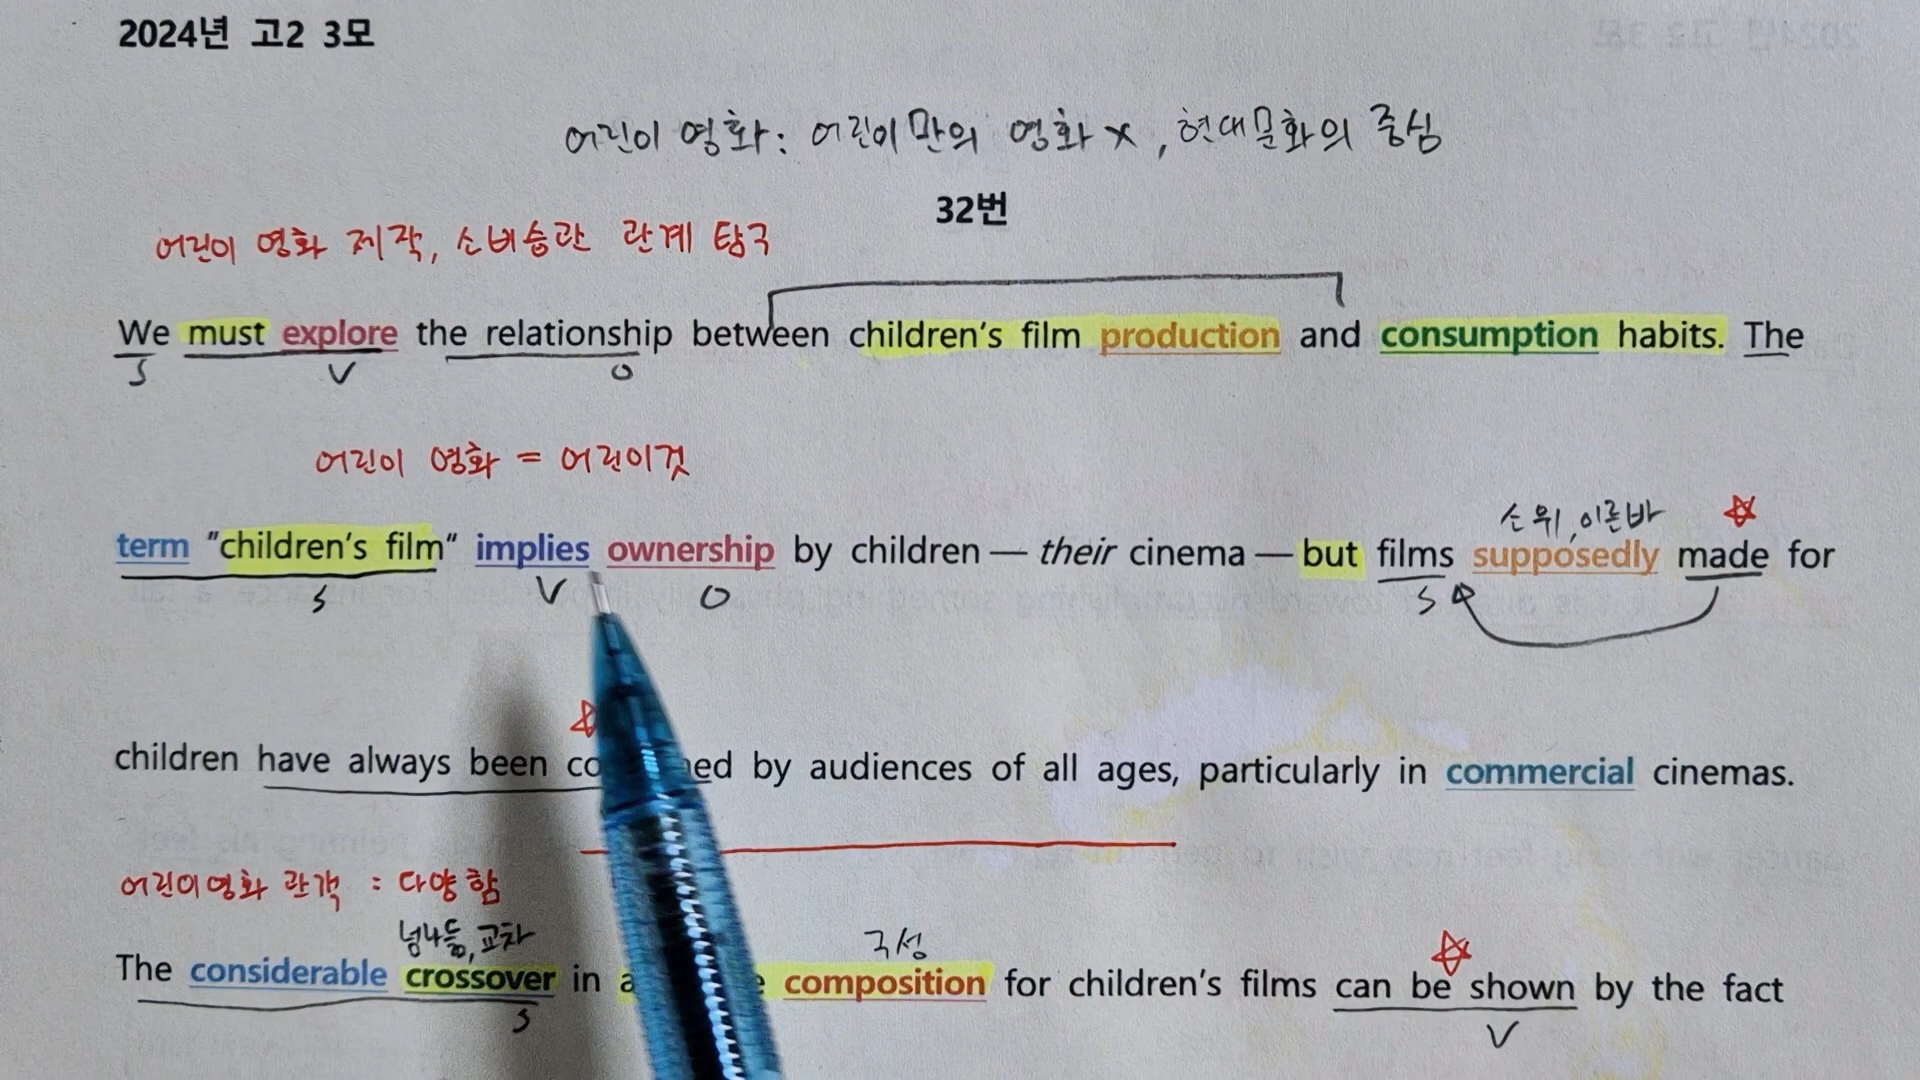 2024년 고2 3모
어린이 영화: 어린이만의 영화 x, 현대문화의 중심
32번
어린이 영화 제작, 소비습관 관계 탐구
We must explore the relationship between children's film production and consumption habits. The
S V O
어린이 영화 = 어린이것
소위, 이른바
term "children's film" implies ownership by children — their cinema — but films supposedly made for
S V O S
children have always been co ed by audiences of all ages, particularly in commercial cinemas.
어린이영화 관객 : 다양함
넘나듦, 교차 구성
The considerable crossover in a e composition for children's films can be shown by the fact
S V